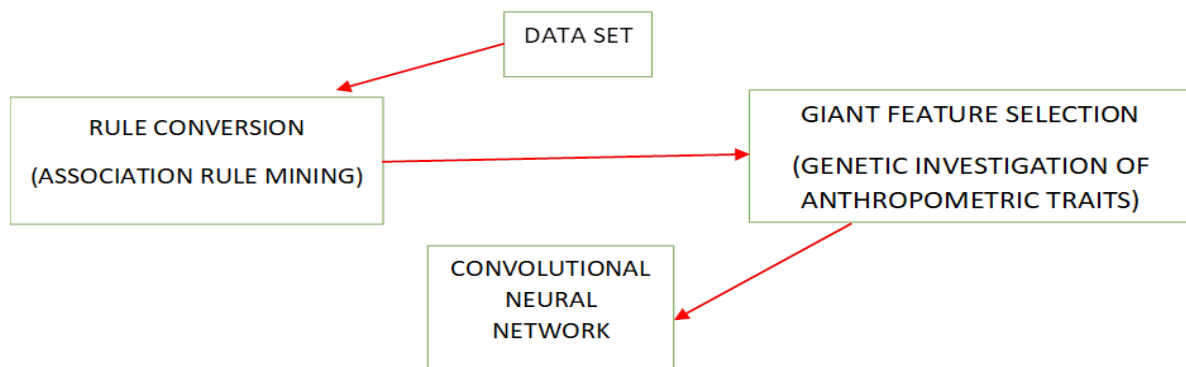 DATA SET
RULE CONVERSION
(ASSOCIATION RULE MINING)
GIANT FEATURE SELECTION
(GENETIC INVESTIGATION OF
ANTHROPOMETRIC TRAITS)
CONVOLUTIONAL
NEURAL
NETWORK